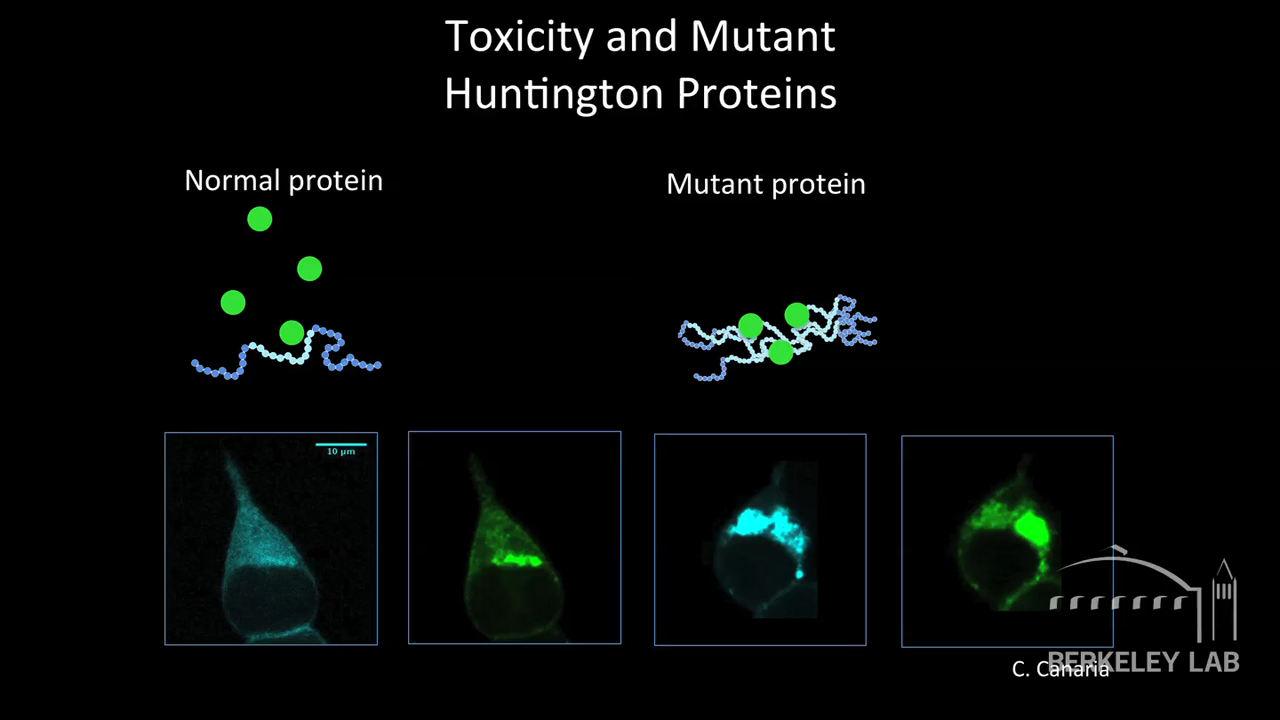 Toxicity and Mutant
Huntington Proteins
Normal protein
Mutant protein
10 µm
C. Canaria
BERKELEY LAB